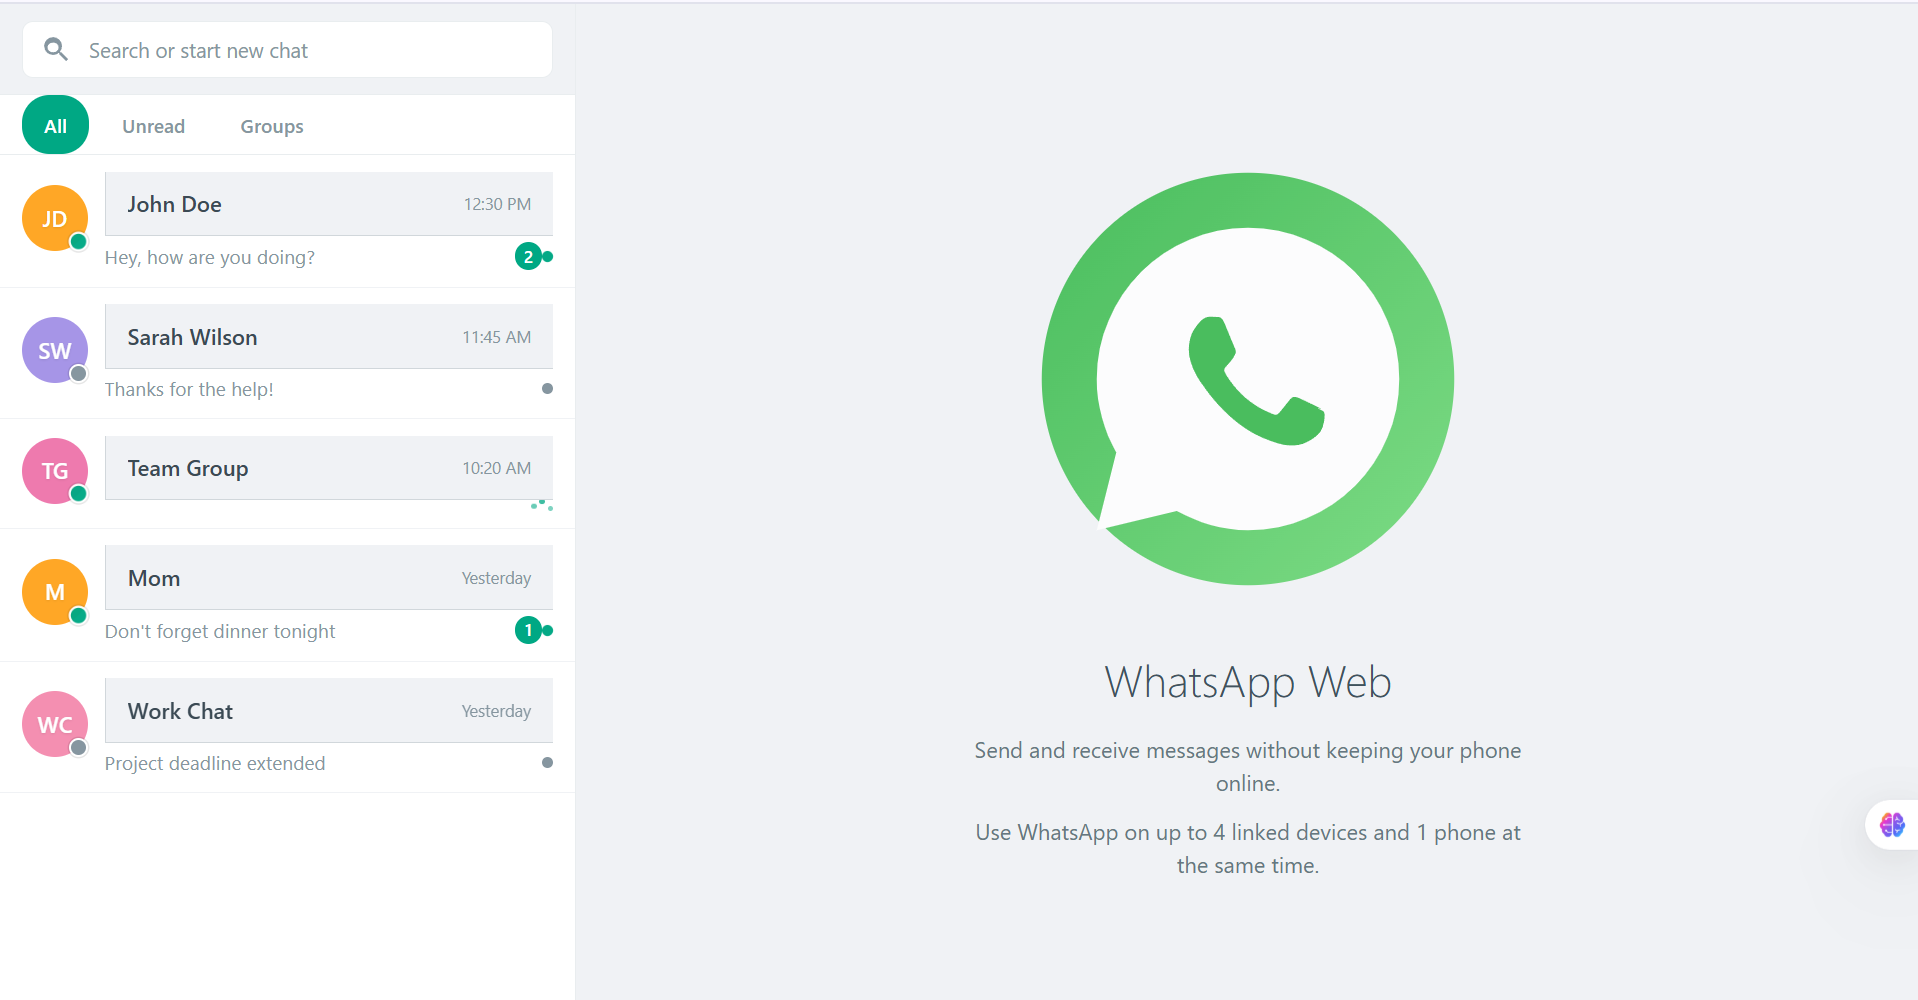 Search or start new chat
All Unread Groups
JD John Doe 12:30 PM
Hey, how are you doing? 2
SW Sarah Wilson 11:45 AM
Thanks for the help!
TG Team Group 10:20 AM
M Mom Yesterday
Don't forget dinner tonight 1
WC Work Chat Yesterday
Project deadline extended
WhatsApp Web
Send and receive messages without keeping your phone
online.
Use WhatsApp on up to 4 linked devices and 1 phone at
the same time.